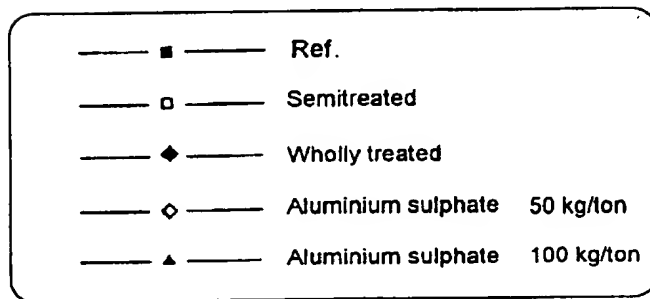 Ref.
Semitreated
Wholly treated
Aluminium sulphate 50 kg/ton
Aluminium sulphate 100 kg/ton